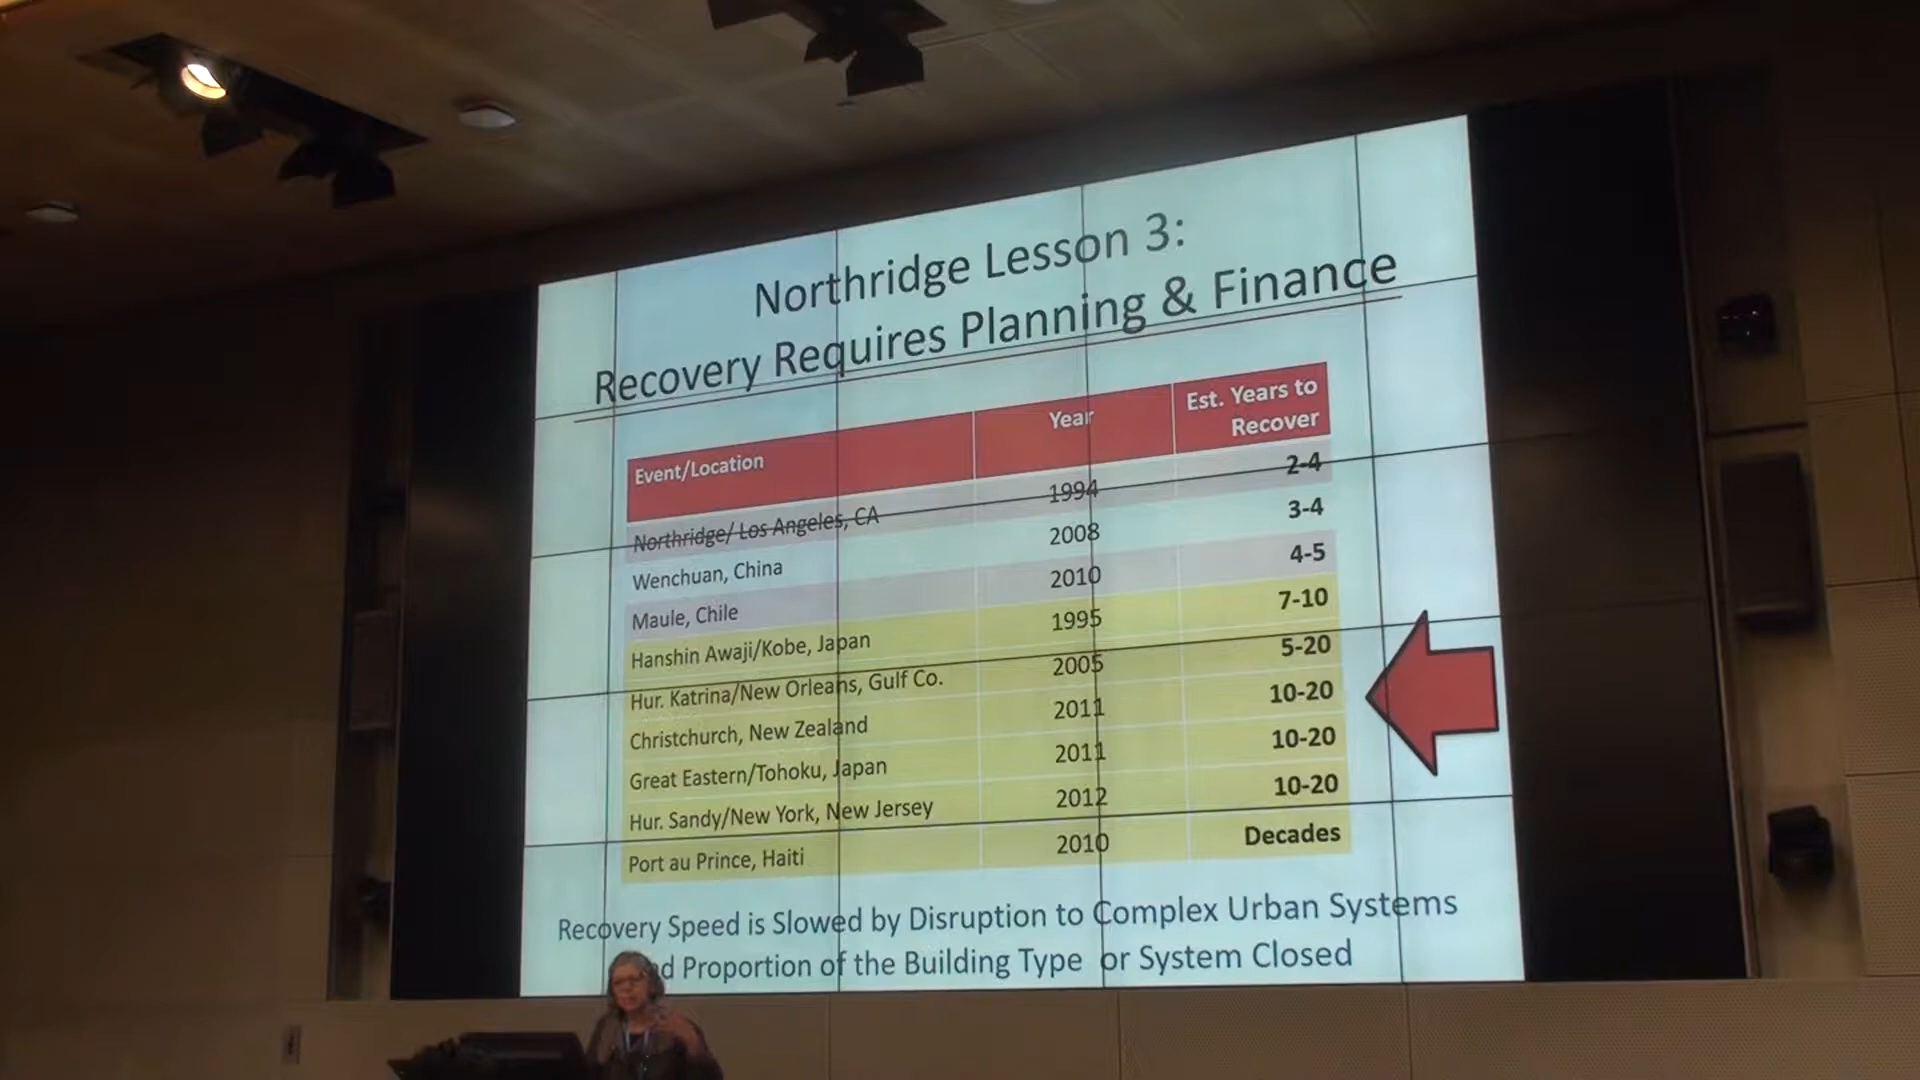 Northridge Lesson 3:
Recovery Requires Planning & Finance
Event/Location Year Est. Years to
Recover
Northridge/ Los Angeles, CA 1994 2-4
Wenchuan, China 2008 3-4
Maule, Chile 2010 4-5
Hanshin Awaji/Kobe, Japan 1995 7-10
Hur. Katrina/New Orleans, Gulf Co. 2005 5-20
Christchurch, New Zealand 2011 10-20
Great Eastern/Tohoku, Japan 2011 10-20
Hur. Sandy/New York, New Jersey 2012 10-20
Port au Prince, Haiti 2010 Decades
Recovery Speed is Slowed by Disruption to Complex Urban Systems
Proportion of the Building Type or System Closed